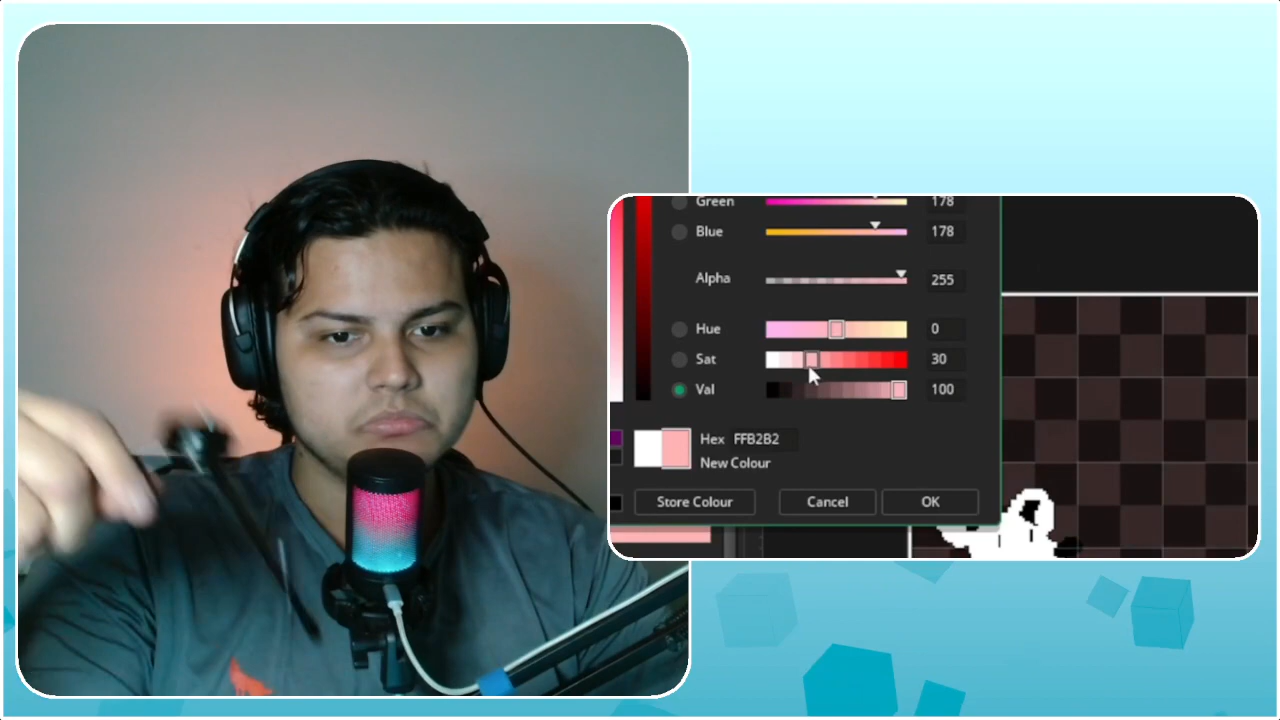 Green 178
Blue 178
Alpha 255
Hue 0
Sat 30
Val 100
Hex FFB2B2
New Colour
Store Colour Cancel OK